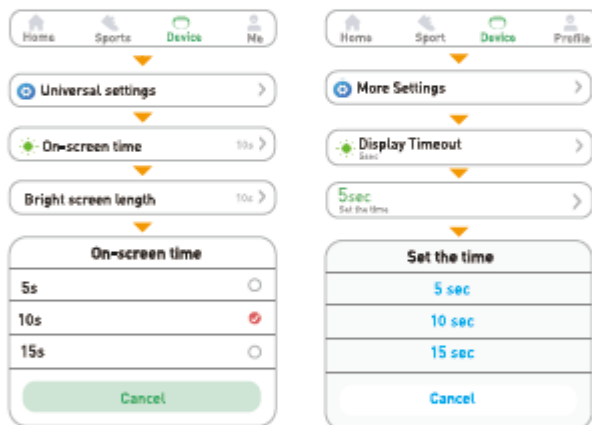 Home Sports Device Me
Universal settings
On-screen time 10s
Bright screen length 10s
On-screen time
5s
10s
15s
Cancel
Home Sport Device Profile
More Settings
Display Timeout
5sec
5sec
Set the time
Set the time
5 sec
10 sec
15 sec
Cancel